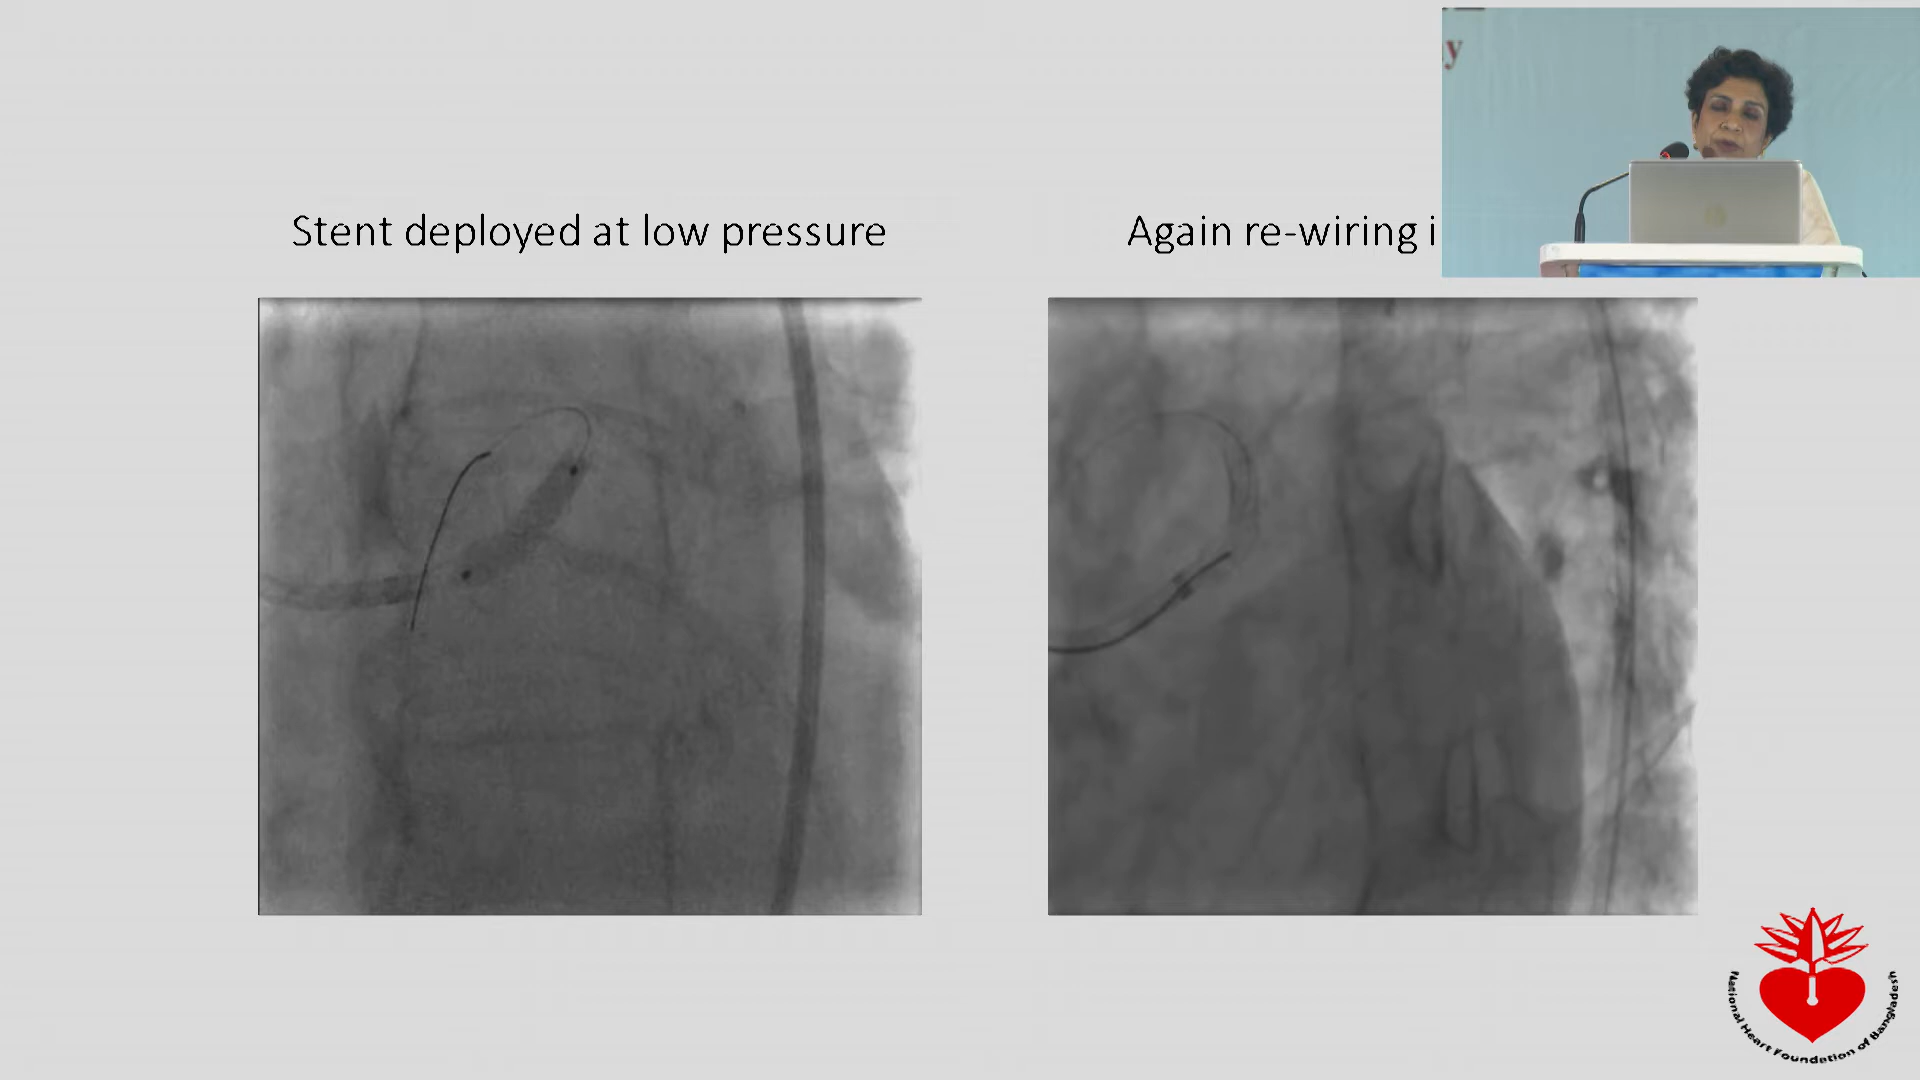 Stent deployed at low pressure
Again re-wiring i
y
National Heart Foundation of Bangladesh